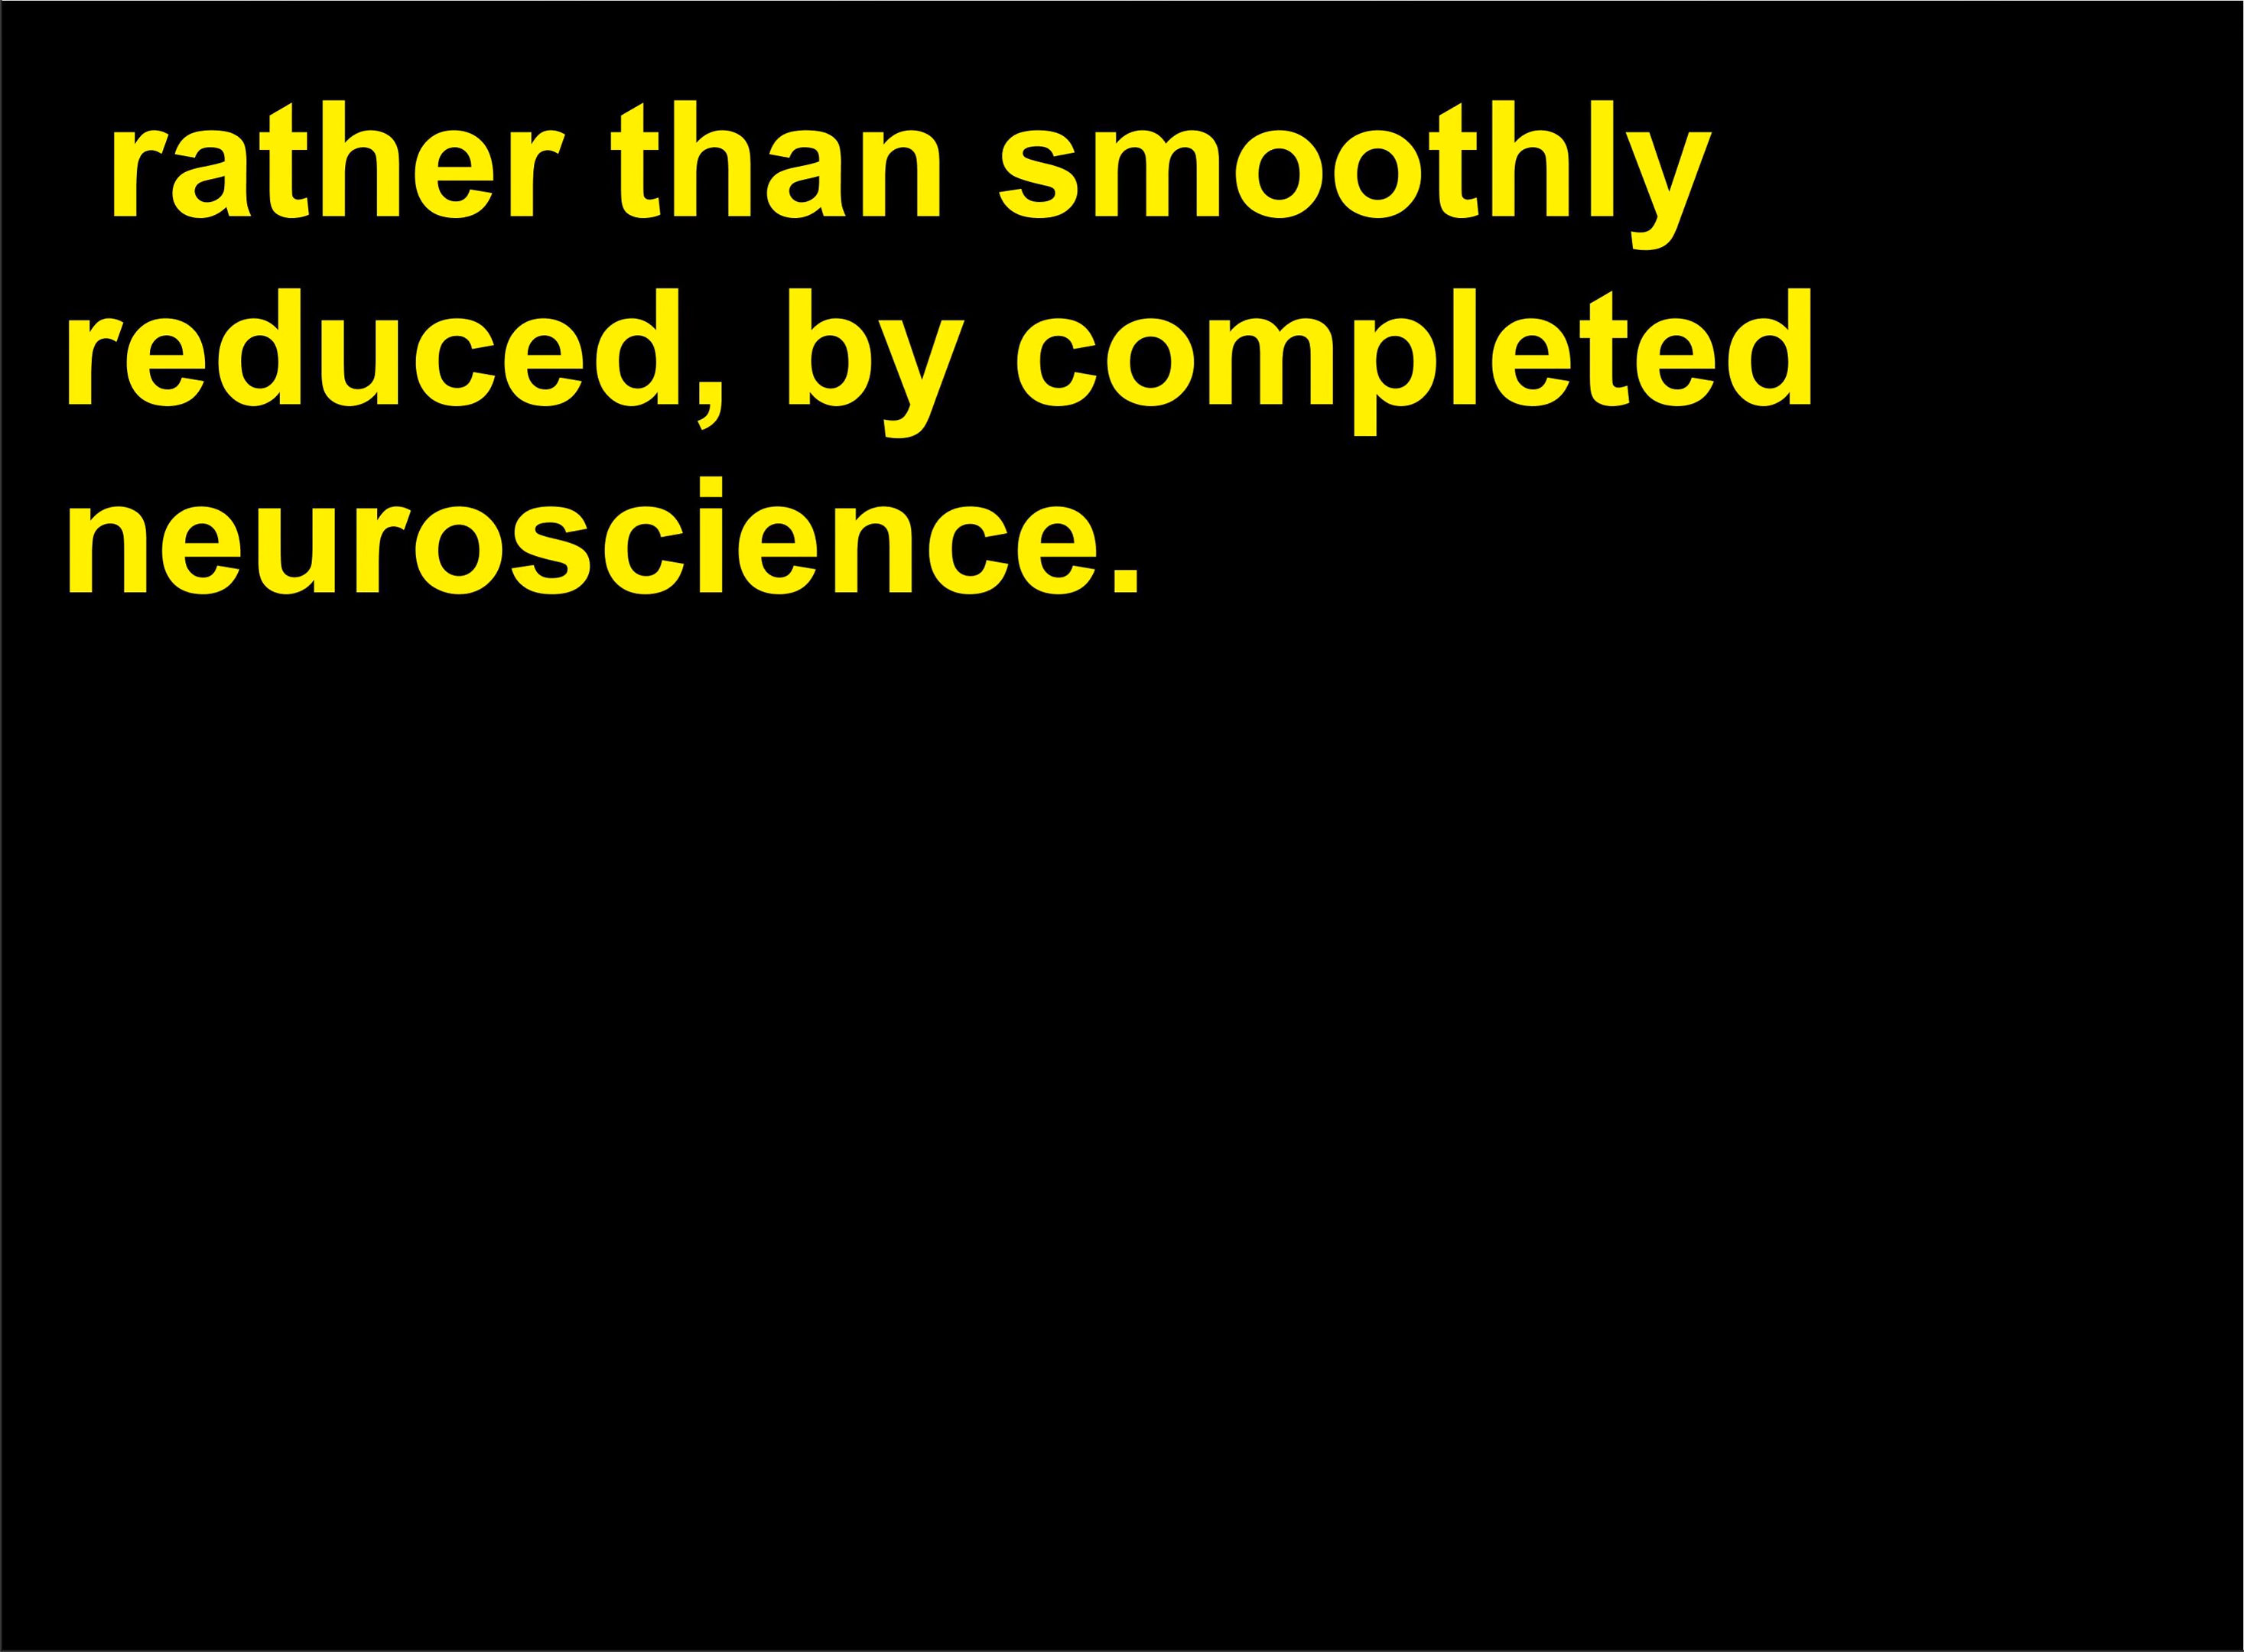 rather than smoothly
reduced, by completed
neuroscience.